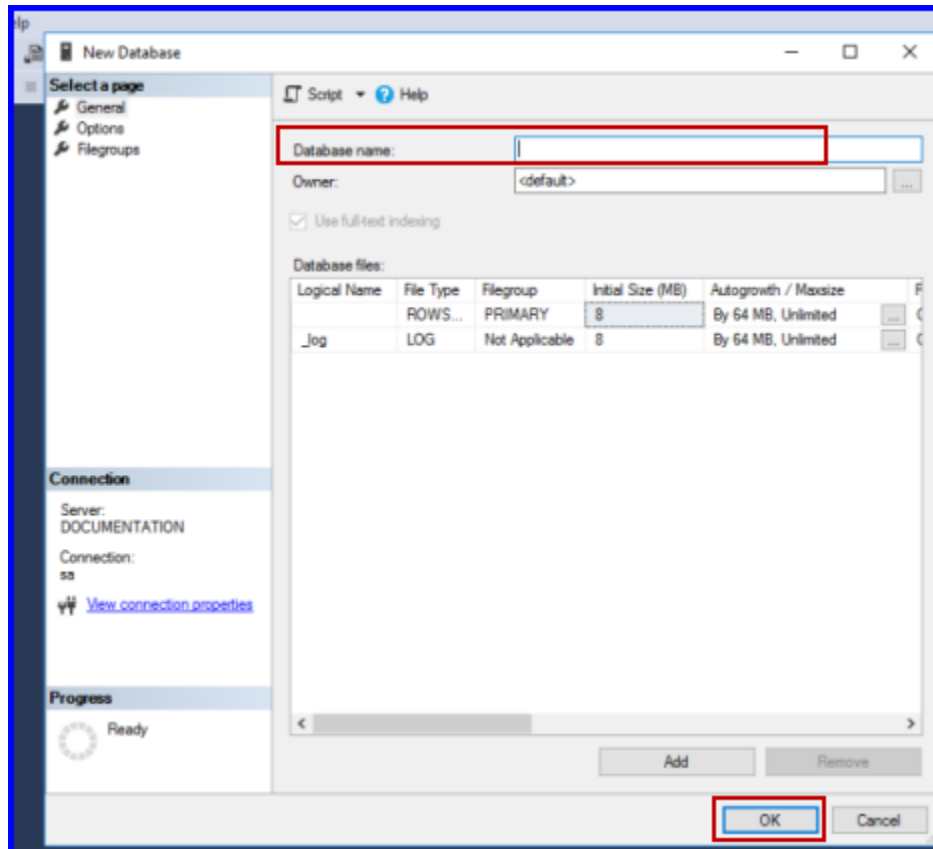 elp
New Database
Select a page
General
Options
Filegroups
Script Help
Database name:
Owner: <default> ...
Use full-text indexing
Database files:
Logical Name File Type Filegroup Initial Size (MB) Autogrowth / Maxsize
ROWS... PRIMARY 8 By 64 MB, Unlimited ...
_log LOG Not Applicable 8 By 64 MB, Unlimited ...
Connection
Server:
DOCUMENTATION
Connection:
sa
View connection properties
Progress
Ready
Add Remove
OK Cancel